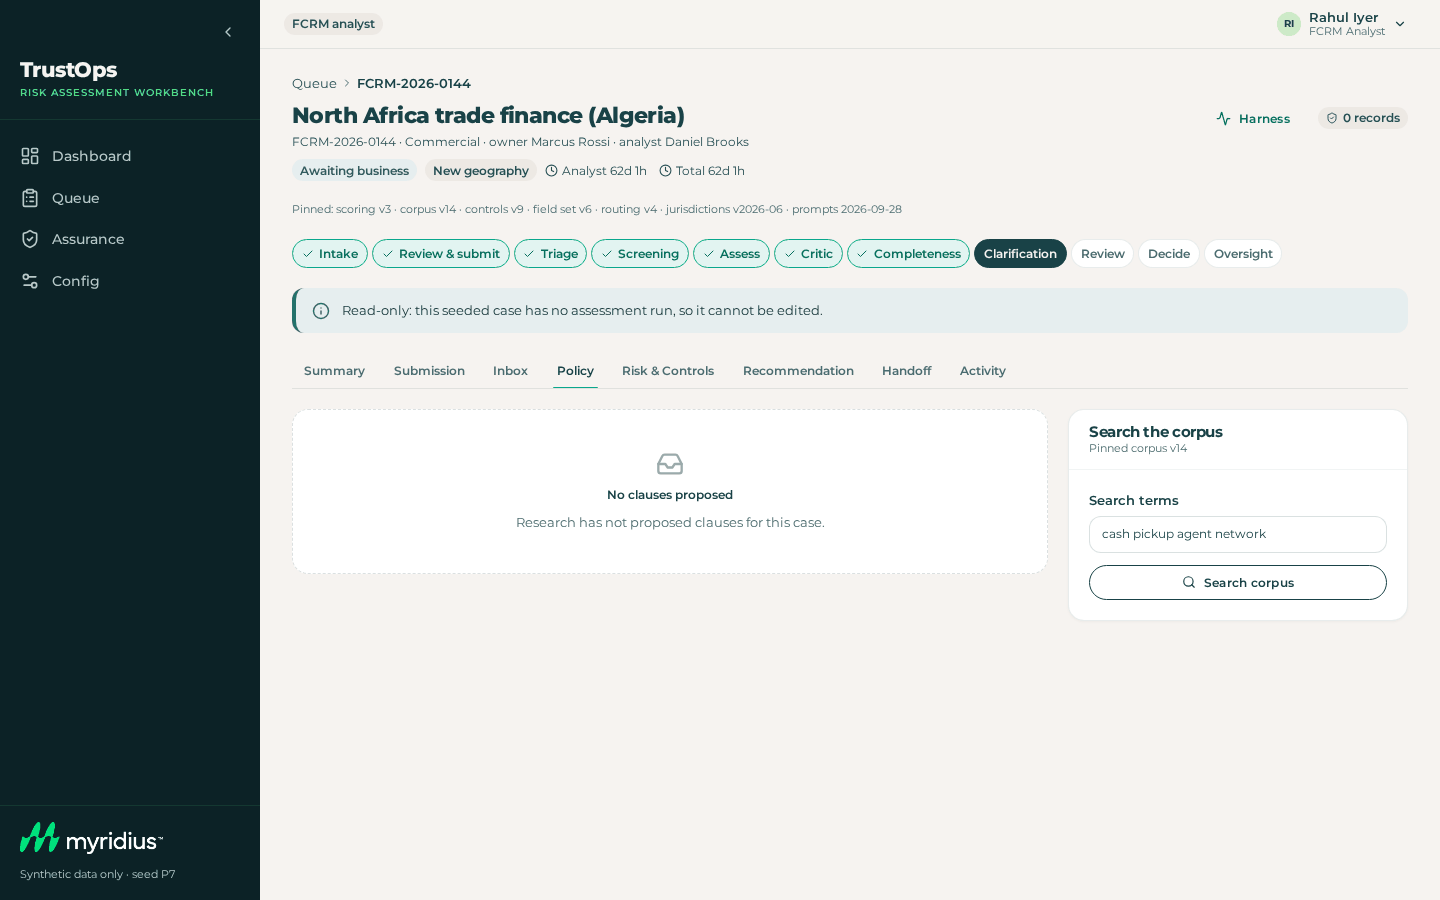 TrustOps
RISK ASSESSMENT WORKBENCH
Dashboard
Queue
Assurance
Config
myridius™
Synthetic data only · seed P7
FCRM analyst
RI
Rahul Iyer
FCRM Analyst
Queue
FCRM-2026-0144
North Africa trade finance (Algeria)
Harness
0 records
FCRM-2026-0144 · Commercial · owner Marcus Rossi · analyst Daniel Brooks
Awaiting business
New geography
Analyst 62d 1h
Total 62d 1h
Pinned: scoring v3 · corpus v14 · controls v9 · field set v6 · routing v4 · jurisdictions v2026-06 · prompts 2026-09-28
Intake
Review & submit
Triage
Screening
Assess
Critic
Completeness
Clarification
Review
Decide
Oversight
Read-only: this seeded case has no assessment run, so it cannot be edited.
Summary
Submission
Inbox
Policy
Risk & Controls
Recommendation
Handoff
Activity
No clauses proposed
Research has not proposed clauses for this case.
Search the corpus
Pinned corpus v14
Search terms
cash pickup agent network
Search corpus